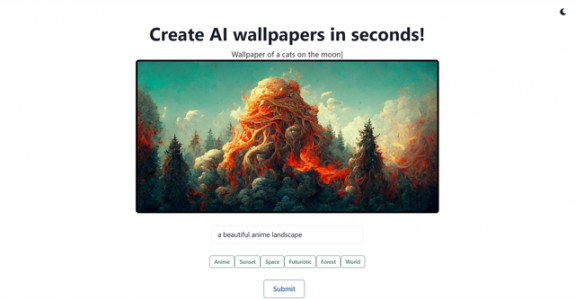 Create AI wallpapers in seconds!
Wallpaper of a cats on the moon|
a beautiful anime landscape
Anime Sunset Space Futuristic Forest World
Submit